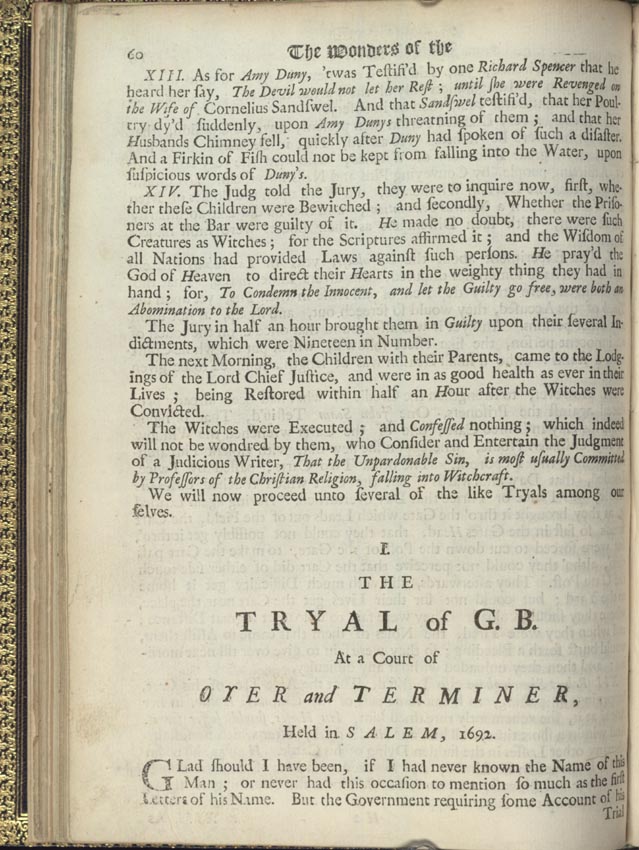 60 The Wonders of the
XIII. As for Amy Duny, 'twas Teſtifi'd by one Richard Spencer that he
heard her ſay, The Devil would not let her Reſt ; until ſhe were Revenged on
the Wife of Cornelius Sandſwel. And that Sandſwel teſtifi'd, that her Poul-
try dy'd ſuddenly, upon Amy Dunys threatning of them ; and that her
Husbands Chimney fell, quickly after Duny had ſpoken of ſuch a diſaſter.
And a Firkin of Fiſh could not be kept from falling into the Water, upon
ſuſpicious words of Duny's.
XIV. The Judg told the Jury, they were to inquire now, firſt, whe-
ther theſe Children were Bewitched ; and ſecondly, Whether the Priſo-
ners at the Bar were guilty of it. He made no doubt, there were ſuch
Creatures as Witches ; for the Scriptures affirmed it ; and the Wiſdom of
all Nations had provided Laws againſt ſuch perſons. He pray'd the
God of Heaven to direct their Hearts in the weighty thing they had in
hand ; for, To Condemn the Innocent, and let the Guilty go free, were both an
Abomination to the Lord.
The Jury in half an hour brought them in Guilty upon their ſeveral In-
dictments, which were Nineteen in Number.
The next Morning, the Children with their Parents, came to the Lodg-
ings of the Lord Chief Juſtice, and were in as good health as ever in their
Lives ; being Reſtored within half an Hour after the Witches were
Convicted.
The Witches were Executed ; and Confeſſed nothing ; which indeed
will not be wondred by them, who Conſider and Entertain the Judgment
of a Judicious Writer, That the Unpardonable Sin, is moſt uſually Committed
by Profeſſors of the Chriſtian Religion, falling into Witchcraft.
We will now proceed unto ſeveral of the like Tryals among our
ſelves.
I.
THE
TRYAL of G. B.
At a Court of
OYER and TERMINER,
Held in SALEM, 1692.
GLad ſhould I have been, if I had never known the Name of this
Man ; or never had this occaſion to mention ſo much as the firſt
Letters of his Name. But the Government requiring ſome Account of his
Trial